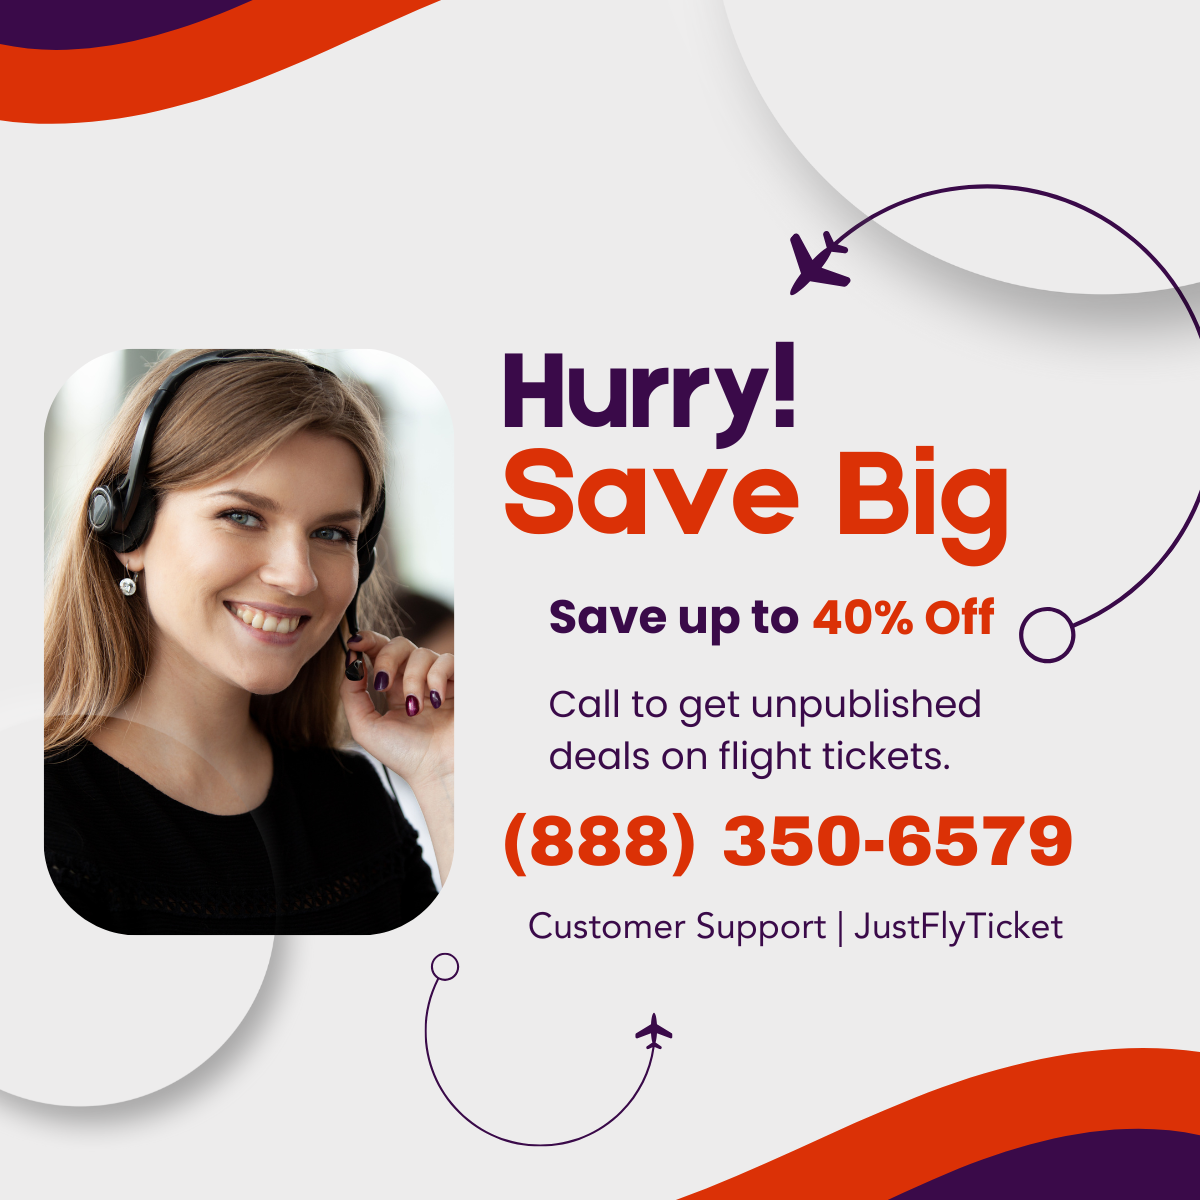 Hurry!
Save Big
Save up to 40% Off
Call to get unpublished
deals on flight tickets.
(888) 350-6579
Customer Support | JustFlyTicket